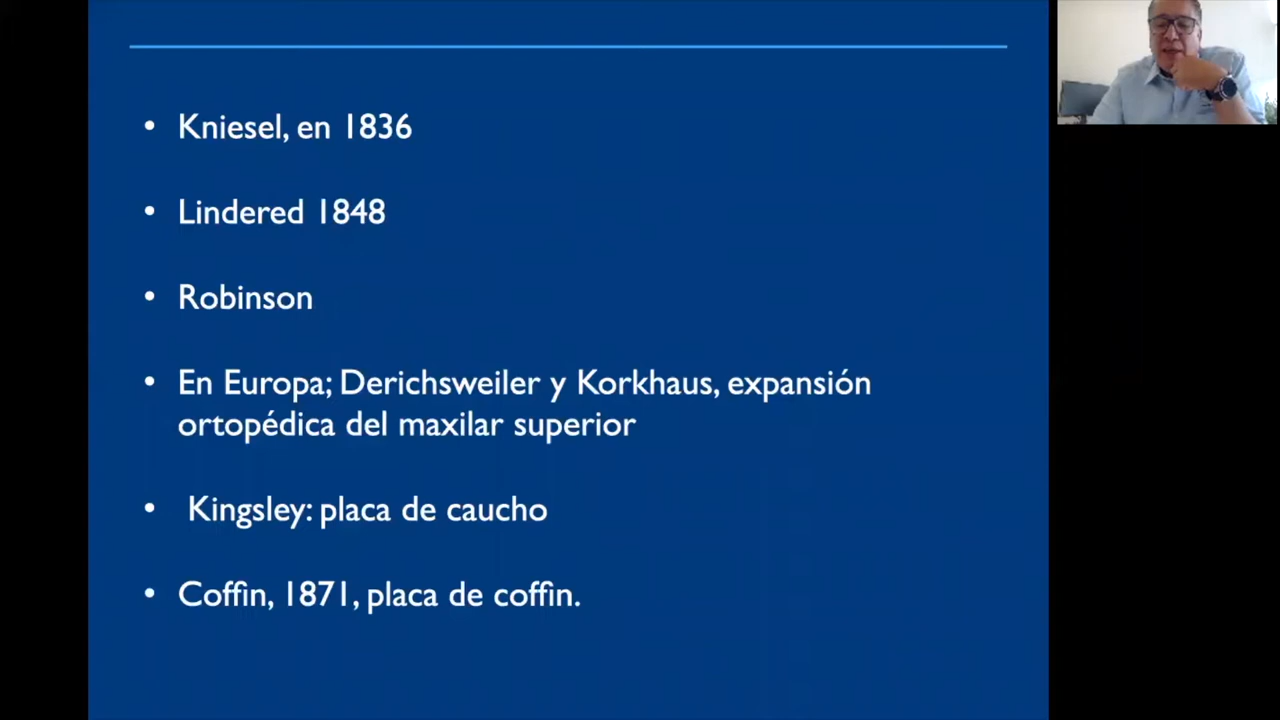 • Kniesel, en 1836
• Lindered 1848
• Robinson
• En Europa; Derichsweiler y Korkhaus, expansión
ortopédica del maxilar superior
• Kingsley: placa de caucho
• Coffin, 1871, placa de coffin.